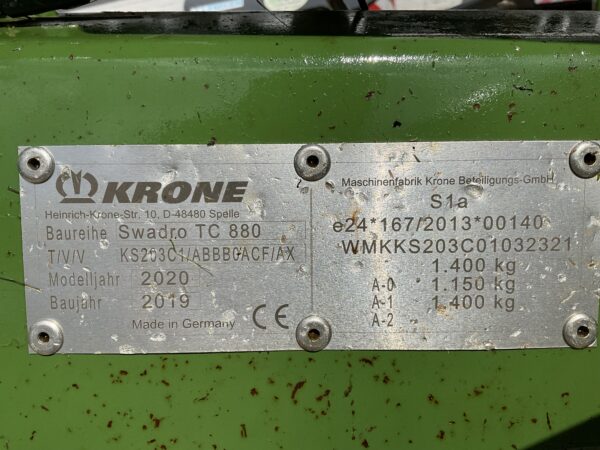 KRONE
Heinrich-Krone-Str. 10, D-48480 Spelle
Baureihe Swadro TC 880
T/V/V KS203C1/ABBB0ACF/AX
Modelljahr 2020
Baujahr 2019
Made in Germany CE
Maschinenfabrik Krone Beteiligungs-GmbH
S1a
e24*167/2013*00140
WMKKS203C01032321
1.400 kg
A-0 1.150 kg
A-1 1.400 kg
A-2